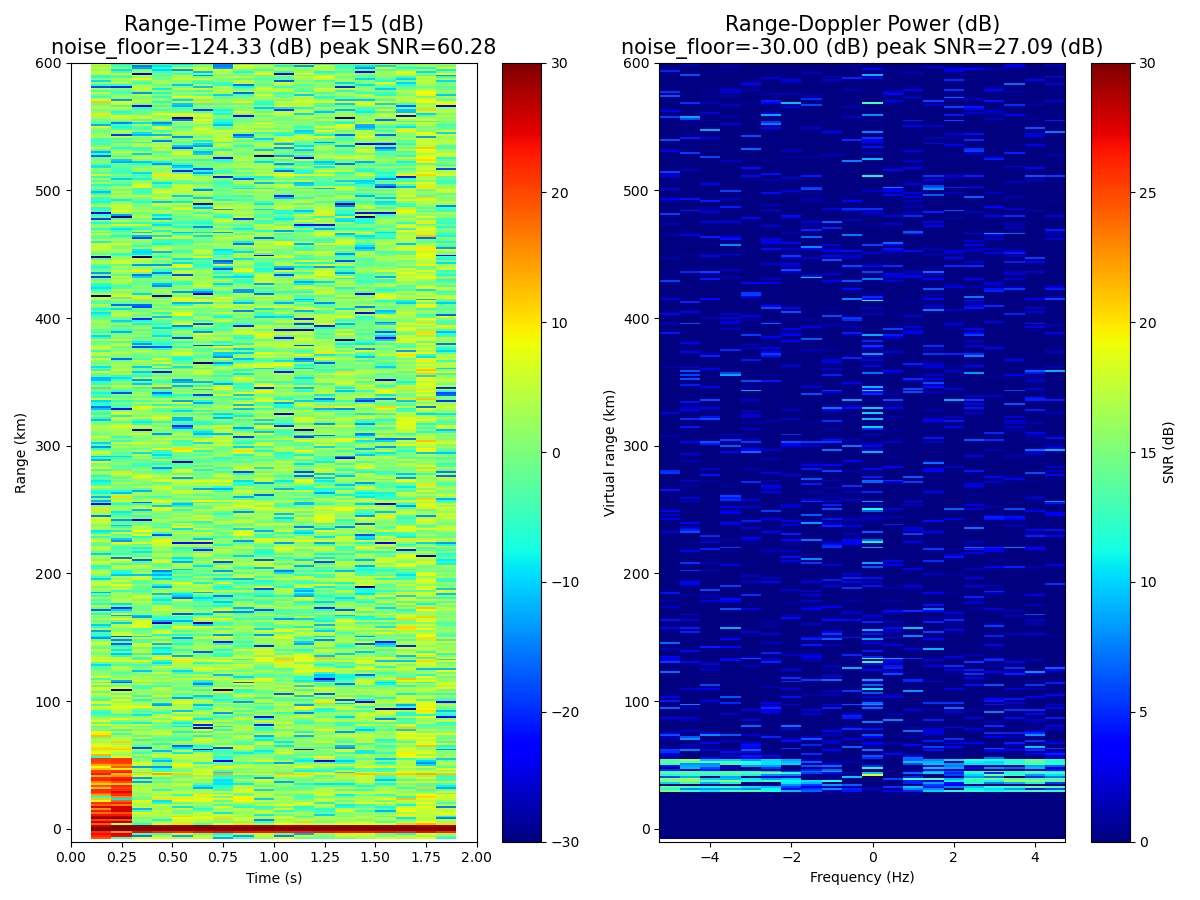 Range-Time Power f=15 (dB)
noise_floor=-124.33 (dB) peak SNR=60.28
600
500
400
300
200
100
0
Range (km)
0.00 0.25 0.50 0.75 1.00 1.25 1.50 1.75 2.00
Time (s)
30
20
10
0
−10
−20
−30
Range-Doppler Power (dB)
noise_floor=-30.00 (dB) peak SNR=27.09 (dB)
600
500
400
300
200
100
0
Virtual range (km)
−4 −2 0 2 4
Frequency (Hz)
30
25
20
15
10
5
0
SNR (dB)